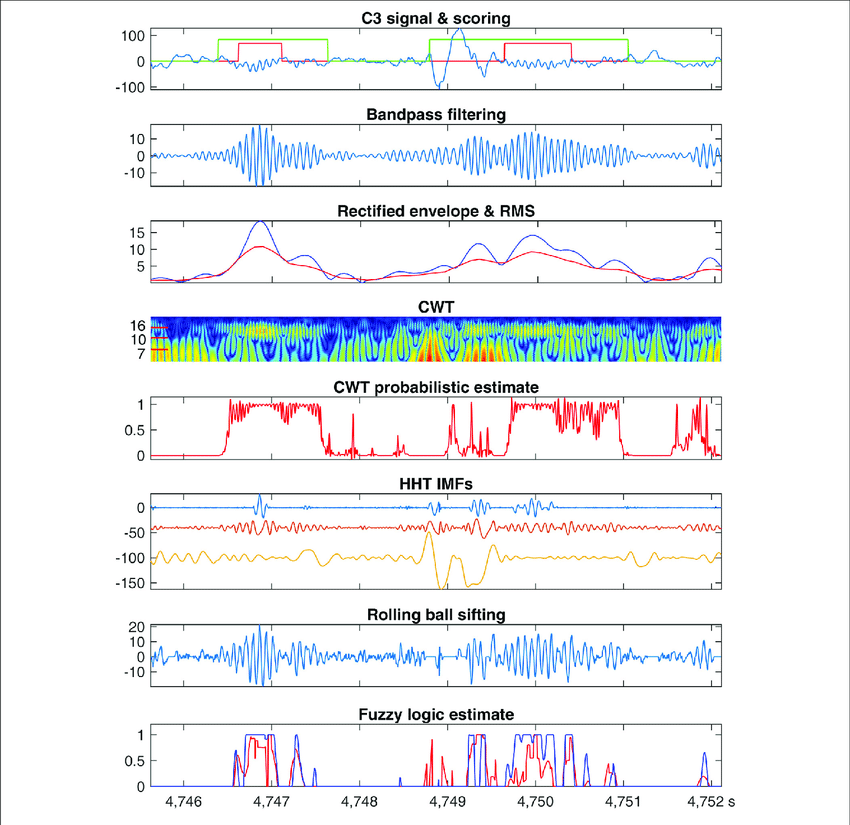 C3 signal & scoring
100
0
-100
Bandpass filtering
10
0
-10
Rectified envelope & RMS
15
10
5
CWT
16
10
7
CWT probabilistic estimate
1
0.5
0
HHT IMFs
0
-50
-100
-150
Rolling ball sifting
20
10
0
-10
Fuzzy logic estimate
1
0.5
0
4,746 4,747 4,748 4,749 4,750 4,751 4,752 s